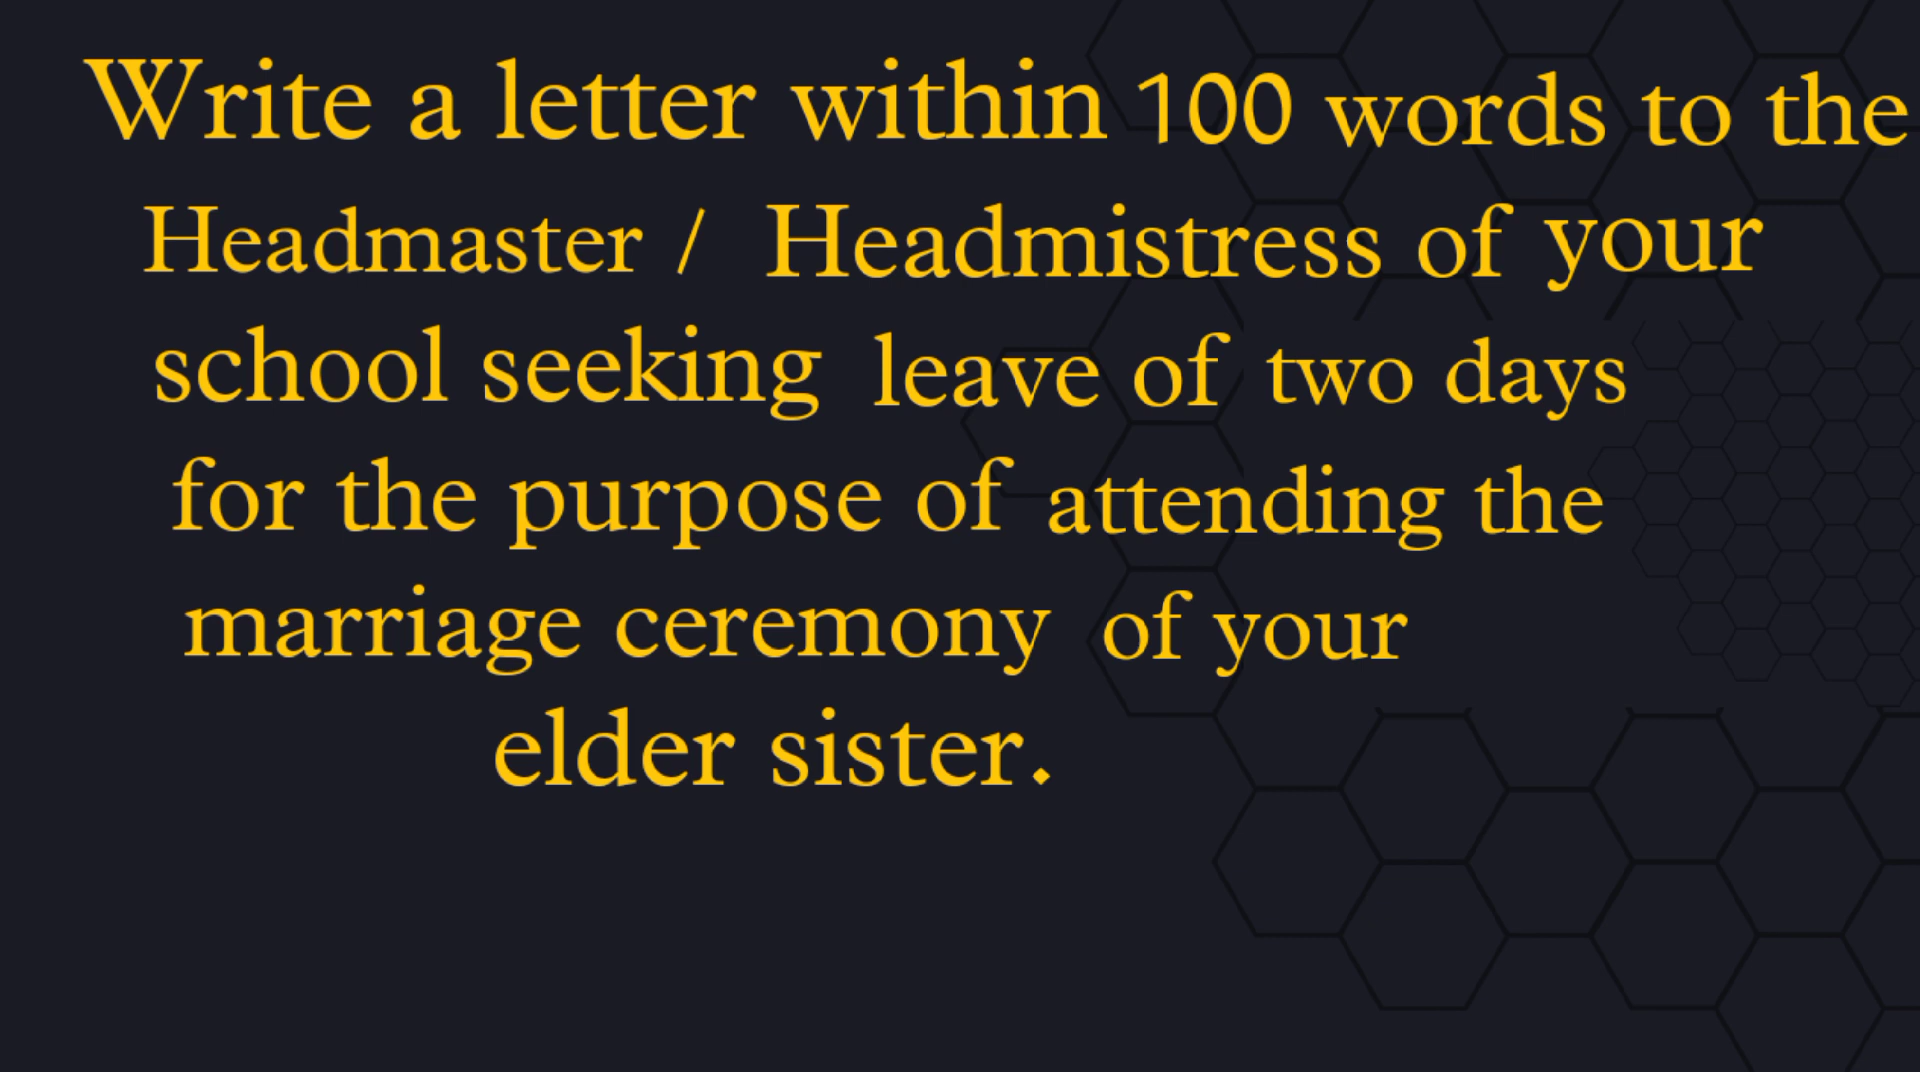 Write a letter within 100 words to the
Headmaster / Headmistress of your
school seeking leave of two days
for the purpose of attending the
marriage ceremony of your
elder sister.